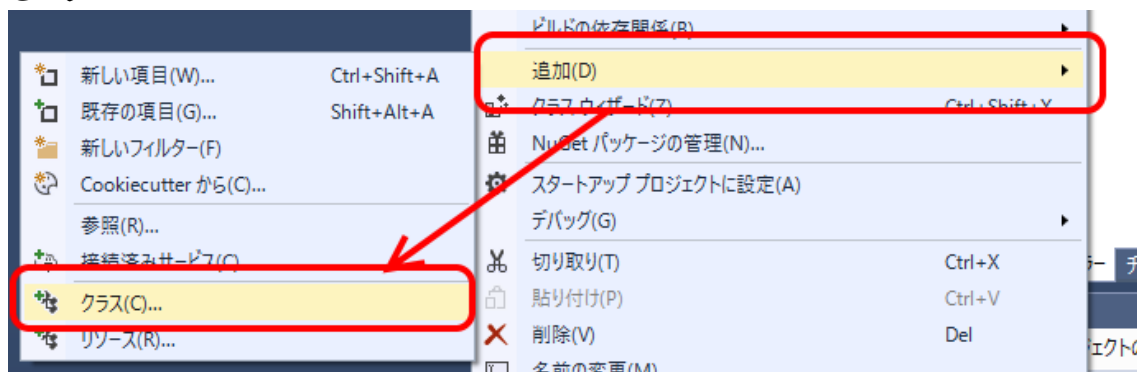 新しい項目(W)... Ctrl+Shift+A
既存の項目(G)... Shift+Alt+A
新しいフィルター(F)
Cookiecutter から(C)...
参照(R)...
接続済みサービス(C)
クラス(C)...
リソース(R)...
ビルドの依存関係(B)
追加(D)
クラス ウィザード(Z) Ctrl+Shift+X
NuGet パッケージの管理(N)...
スタートアップ プロジェクトに設定(A)
デバッグ(G)
切り取り(T) Ctrl+X
貼り付け(P) Ctrl+V
削除(V) Del
名前の変更(M)